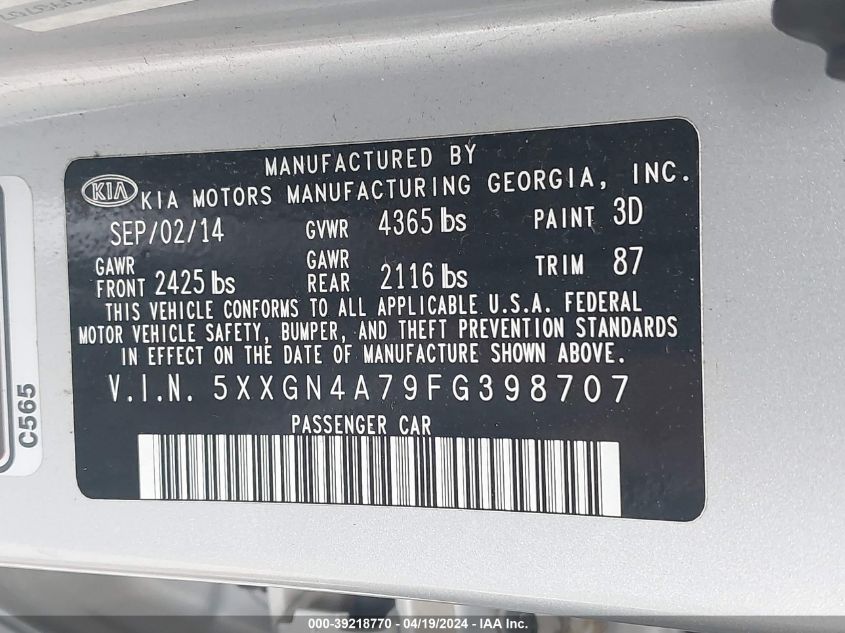 MANUFACTURED BY
KIA KIA MOTORS MANUFACTURING GEORGIA, INC.
SEP/02/14 GVWR 4365 lbs PAINT 3D
GAWR FRONT 2425 lbs GAWR REAR 2116 lbs TRIM 87
THIS VEHICLE CONFORMS TO ALL APPLICABLE U.S.A. FEDERAL
MOTOR VEHICLE SAFETY, BUMPER, AND THEFT PREVENTION STANDARDS
IN EFFECT ON THE DATE OF MANUFACTURE SHOWN ABOVE.
V.I.N. 5XXGN4A79FG398707
PASSENGER CAR
C565
000-39218770 - 04/19/2024 - IAA Inc.